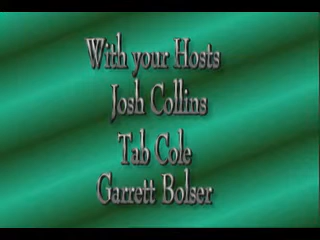 With your Hosts
Josh Collins
Tab Cole
Garrett Bolser